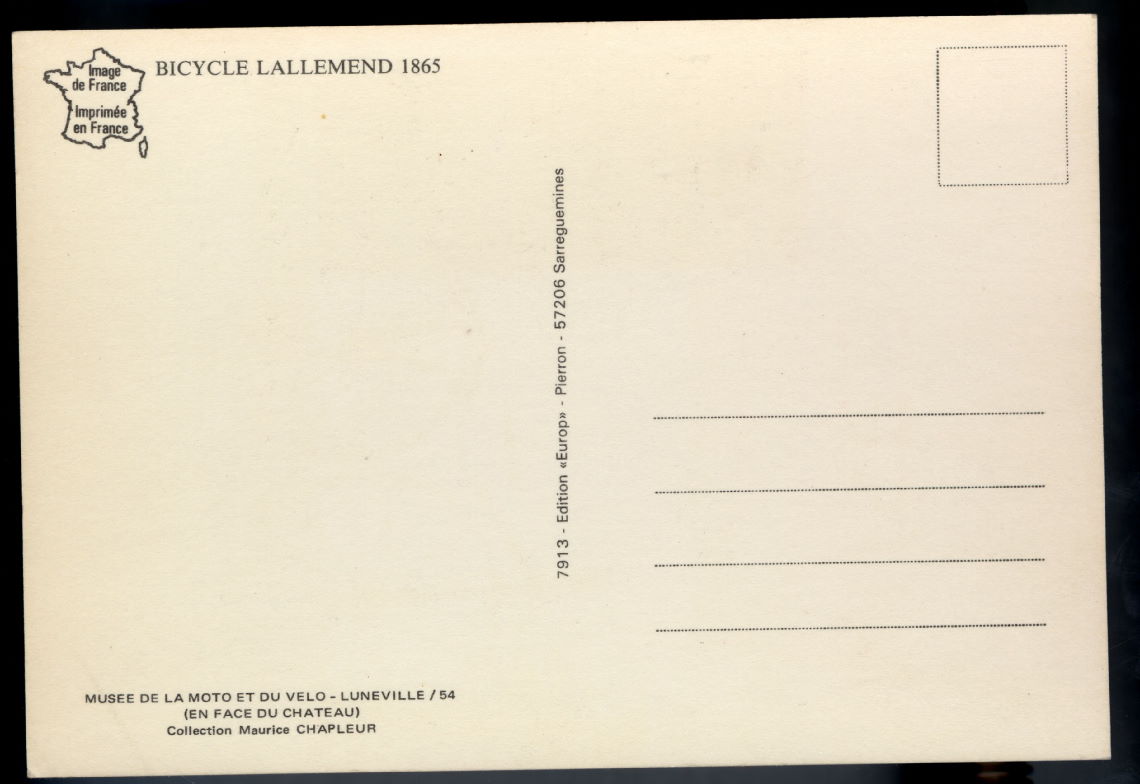 Image
de France
Imprimée
en France
BICYCLE LALLEMEND 1865
7913 - Edition «Europ» - Pierron - 57206 Sarreguemines
MUSEE DE LA MOTO ET DU VELO - LUNEVILLE / 54
(EN FACE DU CHATEAU)
Collection Maurice CHAPLEUR